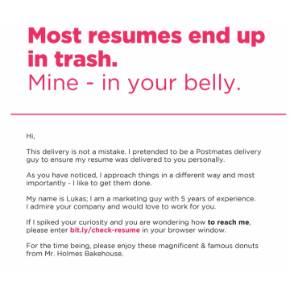 Most resumes end up
in trash.
Mine - in your belly.
Hi,
This delivery is not a mistake. I pretended to be a Postmates delivery
guy to ensure my resume was delivered to you personally.
As you have noticed, I approach things in a different way and most
importantly - I like to get them done.
My name is Lukas; I am a marketing guy with 5 years of experience.
I admire your company and would love to work for you.
If I spiked your curiosity and you are wondering how to reach me,
please enter bit.ly/check-resume in your browser window.
For the time being, please enjoy these magnificent & famous donuts
from Mr. Holmes Bakehouse.